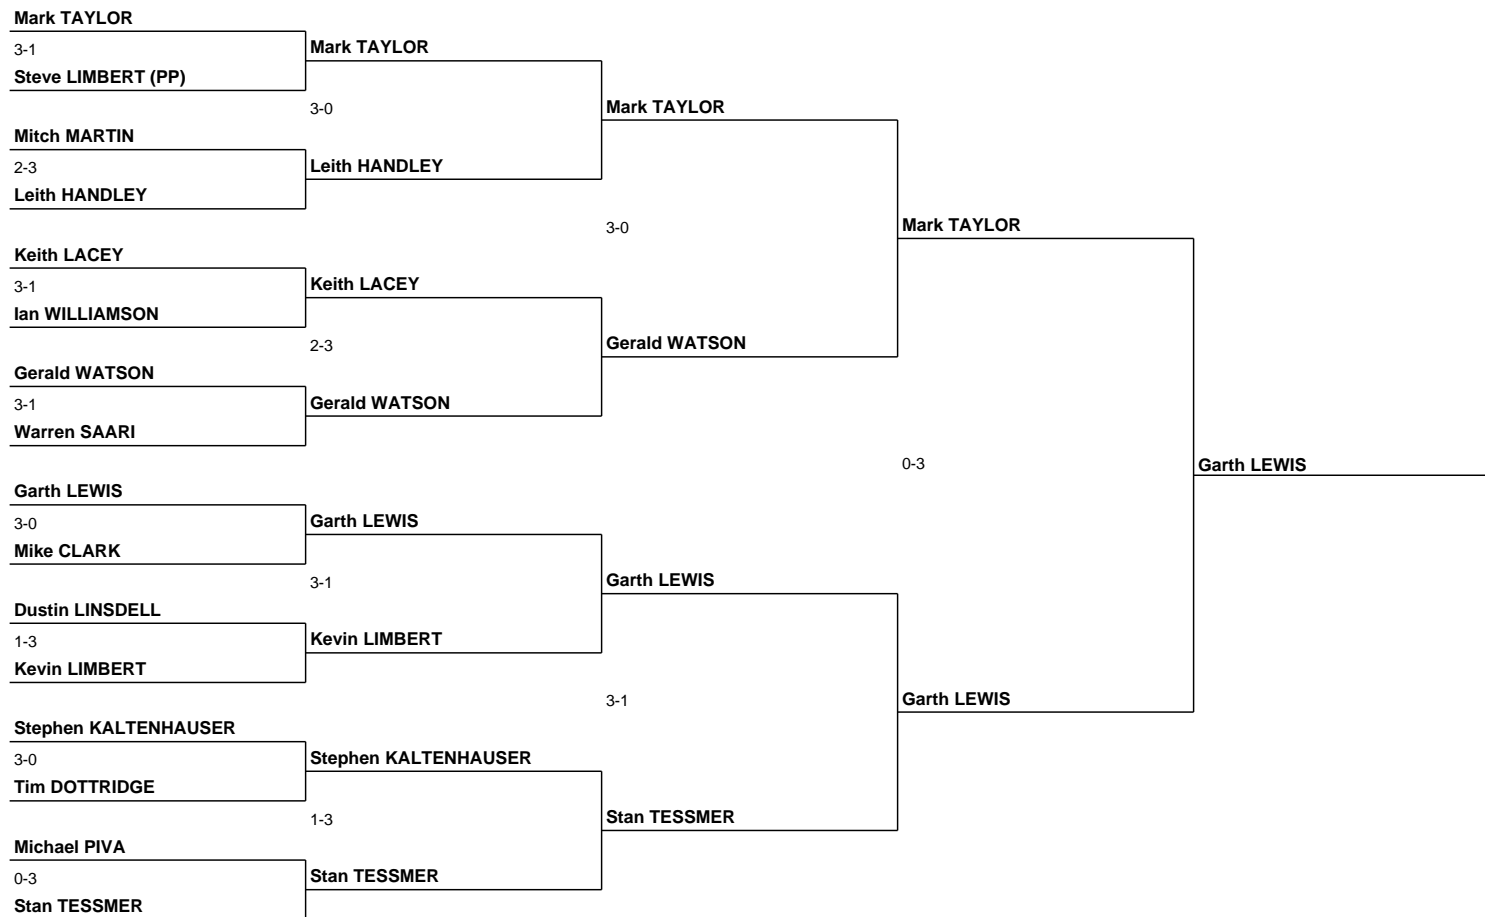 Mark TAYLOR
3-1
Steve LIMBERT (PP)
Mark TAYLOR
3-0
Mark TAYLOR
Mitch MARTIN
2-3
Leith HANDLEY
Leith HANDLEY
3-0
Mark TAYLOR
Keith LACEY
3-1
Ian WILLIAMSON
Keith LACEY
2-3
Gerald WATSON
Gerald WATSON
3-1
Warren SAARI
Gerald WATSON
0-3
Garth LEWIS
Garth LEWIS
3-0
Mike CLARK
Garth LEWIS
3-1
Garth LEWIS
Dustin LINSDELL
1-3
Kevin LIMBERT
Kevin LIMBERT
3-1
Garth LEWIS
Stephen KALTENHAUSER
3-0
Tim DOTTRIDGE
Stephen KALTENHAUSER
1-3
Stan TESSMER
Michael PIVA
0-3
Stan TESSMER
Stan TESSMER